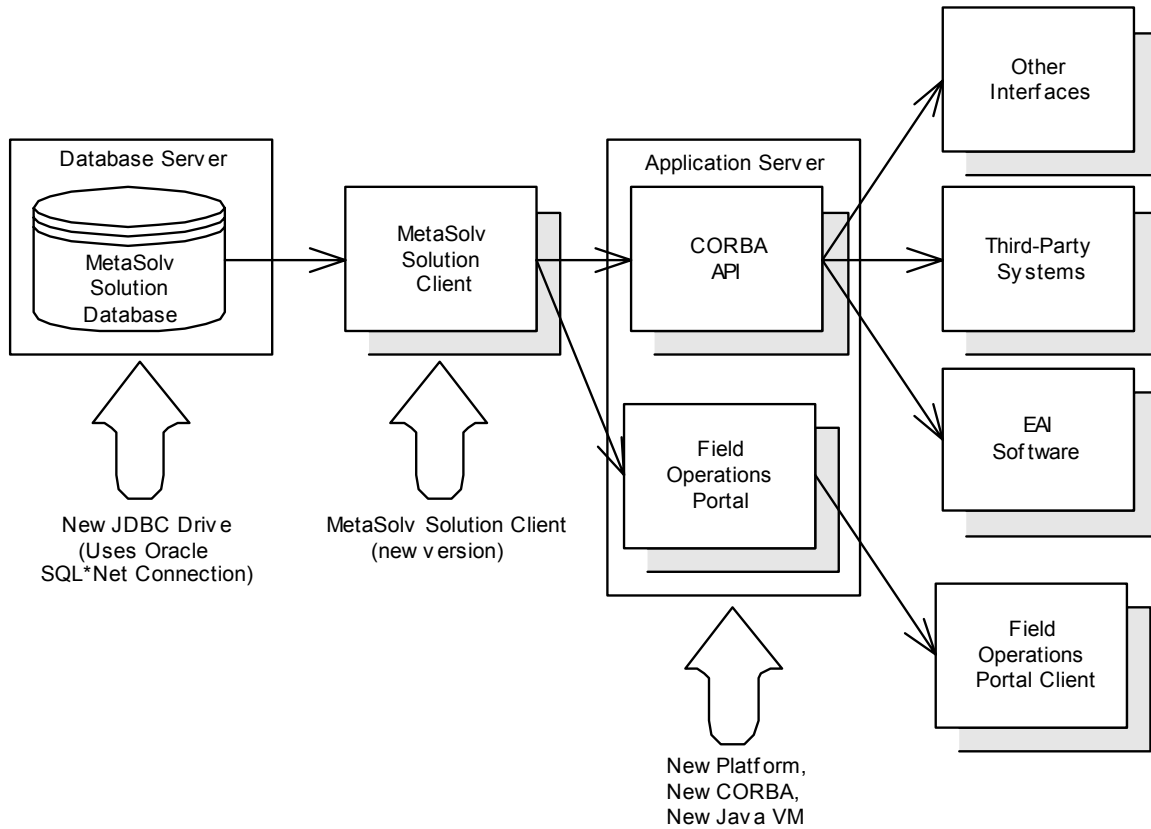 Other
Interfaces
Database Server
Application Server
MetaSolv
Solution
Database
MetaSolv
Solution
Client
CORBA
API
Third-Party
Systems
Field
Operations
Portal
EAI
Software
New JDBC Drive
(Uses Oracle
SQL*Net Connection)
MetaSolv Solution Client
(new version)
Field
Operations
Portal Client
New Platform,
New CORBA,
New Java VM